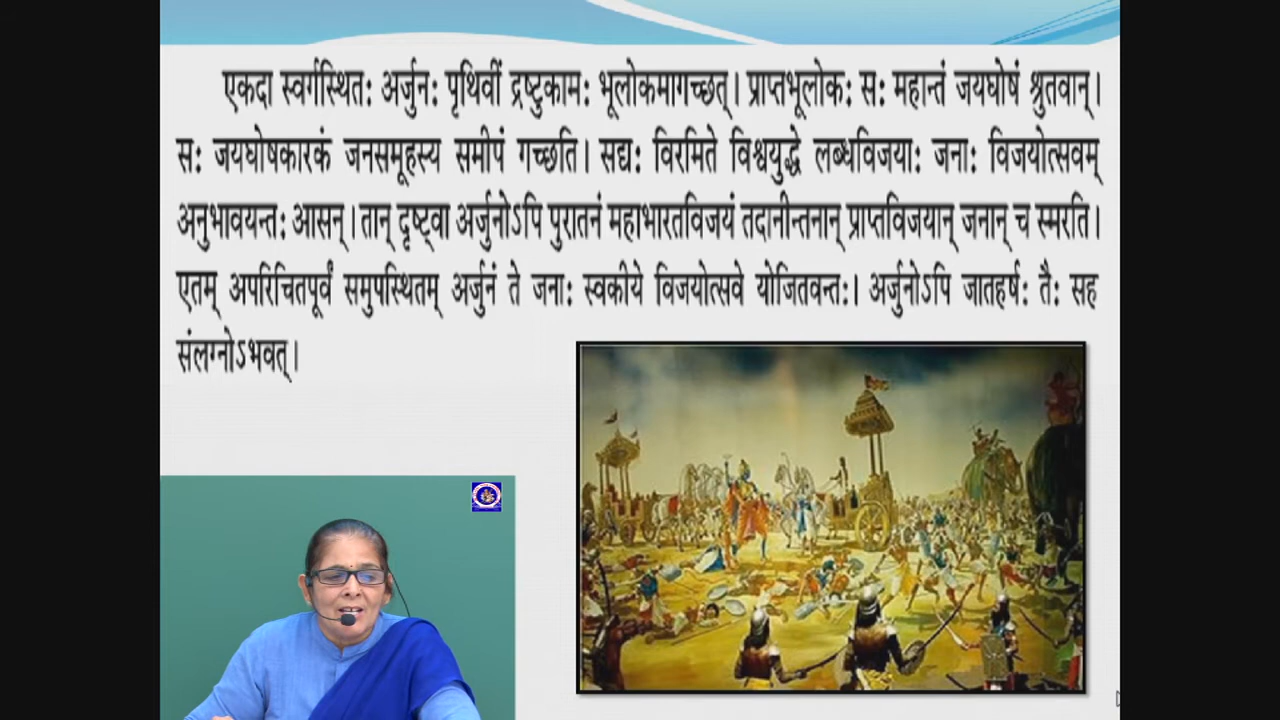 एकदा स्वर्गस्थितः अर्जुनः पृथिवीं द्रष्टुकामः भूलोकमागच्छत्। प्राप्तभूलोकः सः महान्तं जयघोषं श्रुतवान्।
सः जयघोषकारकं जनसमूहस्य समीपं गच्छति। सद्यः विरमिते विश्वयुद्धे लब्धविजयाः जनाः विजयोत्सवम्
अनुभावयन्तः आसन्। तान् दृष्ट्वा अर्जुनोऽपि पुरातनं महाभारतविजयं तदानीन्तनान् प्राप्तविजयान् जनान् च स्मरति।
एतम् अपरिचितपूर्वं समुपस्थितम् अर्जुनं ते जनाः स्वकीये विजयोत्सवे योजितवन्तः। अर्जुनोऽपि जातहर्षः तैः सह
संलग्नोऽभवत्।